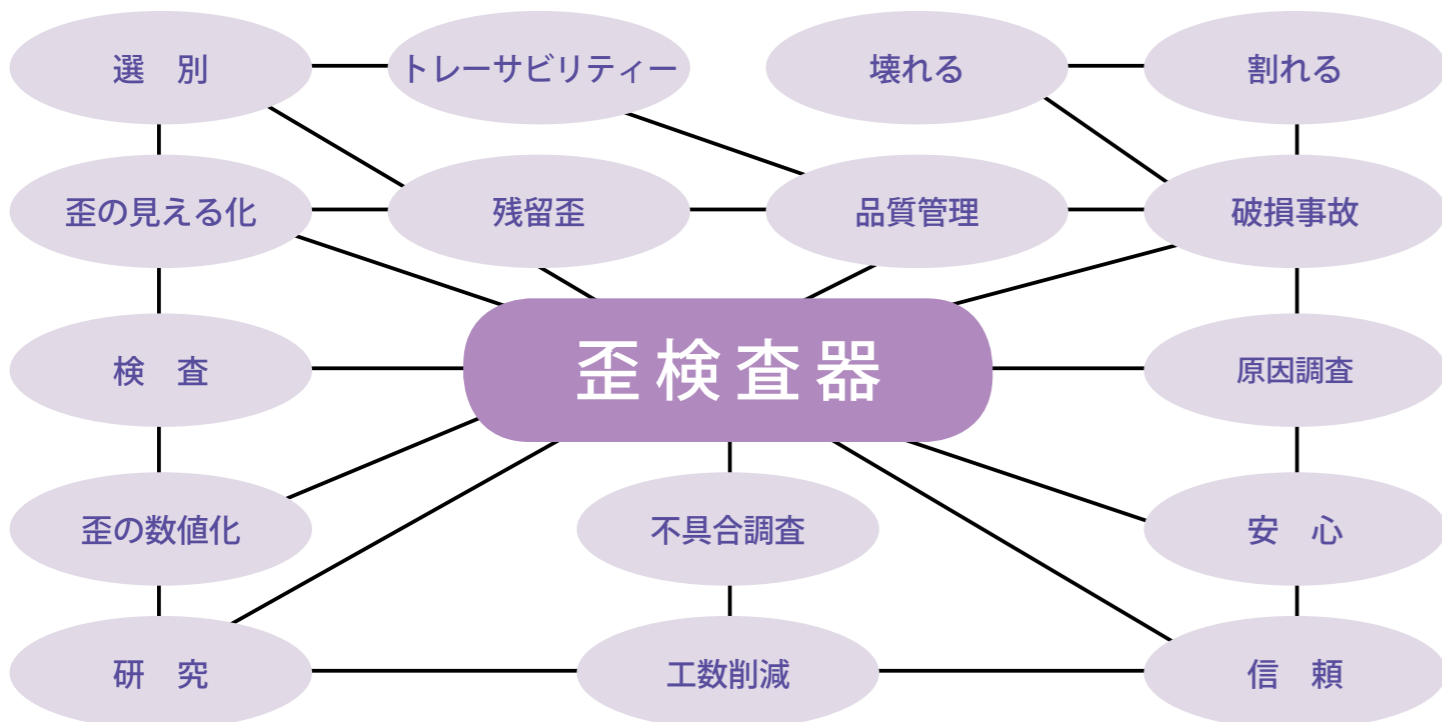 選　別
トレーサビリティー
壊れる
割れる
歪の見える化
残留歪
品質管理
破損事故
検　査
歪検査器
原因調査
歪の数値化
不具合調査
安　心
研　究
工数削減
信　頼